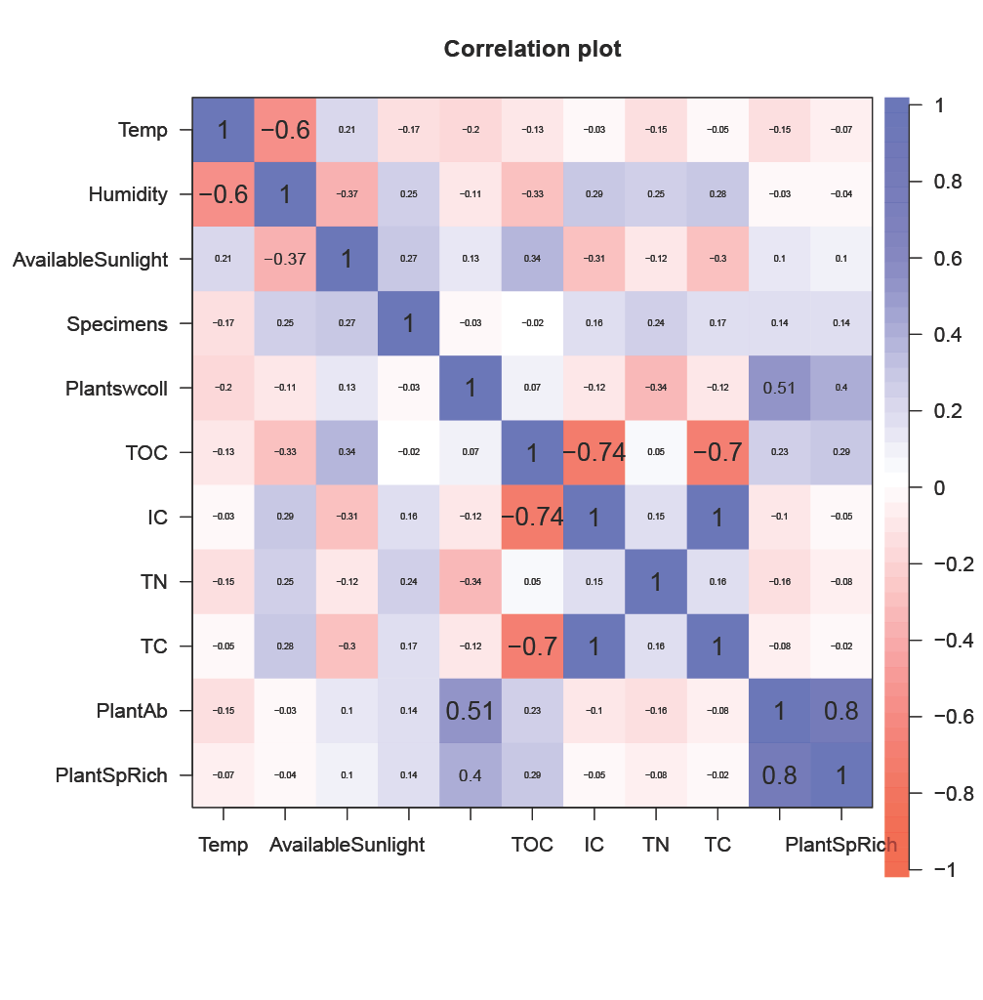 Correlation plot
Temp 1 −0.6 0.21 −0.17 −0.2 −0.13 −0.03 −0.15 −0.05 −0.15 −0.07
Humidity −0.6 1 −0.37 0.25 −0.11 −0.33 0.29 0.25 0.28 −0.03 −0.04
AvailableSunlight 0.21 −0.37 1 0.27 0.13 0.34 −0.31 −0.12 −0.3 0.1 0.1
Specimens −0.17 0.25 0.27 1 −0.03 −0.02 0.16 0.24 0.17 0.14 0.14
Plantswcoll −0.2 −0.11 0.13 −0.03 1 0.07 −0.12 −0.34 −0.12 0.51 0.4
TOC −0.13 −0.33 0.34 −0.02 0.07 1 −0.74 0.05 −0.7 0.23 0.29
IC −0.03 0.29 −0.31 0.16 −0.12 −0.74 1 0.15 1 −0.1 −0.05
TN −0.15 0.25 −0.12 0.24 −0.34 0.05 0.15 1 0.16 −0.16 −0.08
TC −0.05 0.28 −0.3 0.17 −0.12 −0.7 1 0.16 1 −0.08 −0.02
PlantAb −0.15 −0.03 0.1 0.14 0.51 0.23 −0.1 −0.16 −0.08 1 0.8
PlantSpRich −0.07 −0.04 0.1 0.14 0.4 0.29 −0.05 −0.08 −0.02 0.8 1
Temp AvailableSunlight TOC IC TN TC PlantSpRich
1
0.8
0.6
0.4
0.2
0
−0.2
−0.4
−0.6
−0.8
−1